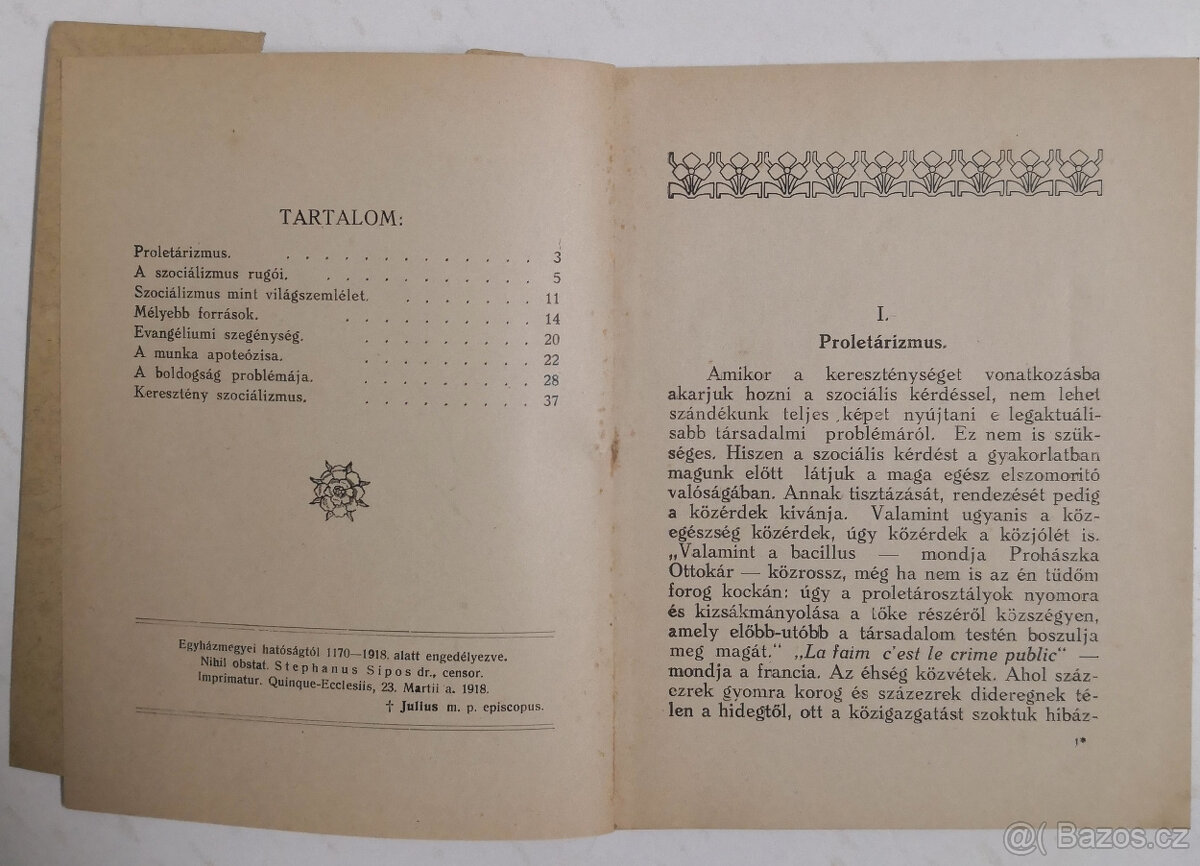 TARTALOM:
Proletárizmus. . . . . . . . . . . . . . 3
A szociálizmus rugói. . . . . . . . . . . 5
Szociálizmus mint világszemlélet. . . . . . . . 11
Mélyebb források. . . . . . . . . . . 14
Evangéliumi szegénység. . . . . . . . . . 20
A munka apoteózisa. . . . . . . . . . 22
A boldogság problémája. . . . . . . . . . 28
Keresztény szociálizmus. . . . . . . . . . 37
Egyházmegyei hatóságtól 1170—1918. alatt engedélyezve.
Nihil obstat. Stephanus Sipos dr., censor.
Imprimatur. Quinque-Ecclesiis, 23. Martii a. 1918.
† Julius m. p. episcopus.
I.
Proletárizmus.
Amikor a kereszténységet vonatkozásba
akarjuk hozni a szociális kérdéssel, nem lehet
szándékunk teljes képet nyújtani e legaktuáli-
sabb társadalmi problémáról. Ez nem is szük-
séges. Hiszen a szociális kérdést a gyakorlatban
magunk előtt látjuk a maga egész elszomoritó
valóságában. Annak tisztázását, rendezését pedig
a közérdek kivánja. Valamint ugyanis a köz-
egészség közérdek, úgy közérdek a közjólét is.
„Valamint a bacillus — mondja Prohászka
Ottokár — közrossz, még ha nem is az én tüdőm
forog kockán: úgy a proletárosztályok nyomora
és kizsákmányolása a tőke részéről közszégyen,
amely előbb-utóbb a társadalom testén boszulja
meg magát.“ „La faim c'est le crime public“ —
mondja a francia. Az éhség közvétek. Ahol száz-
ezrek gyomra korog és százezrek dideregnek té-
len a hidegtől, ott a közigazgatást szoktuk hibáz-
1*
@( Bazos.cz